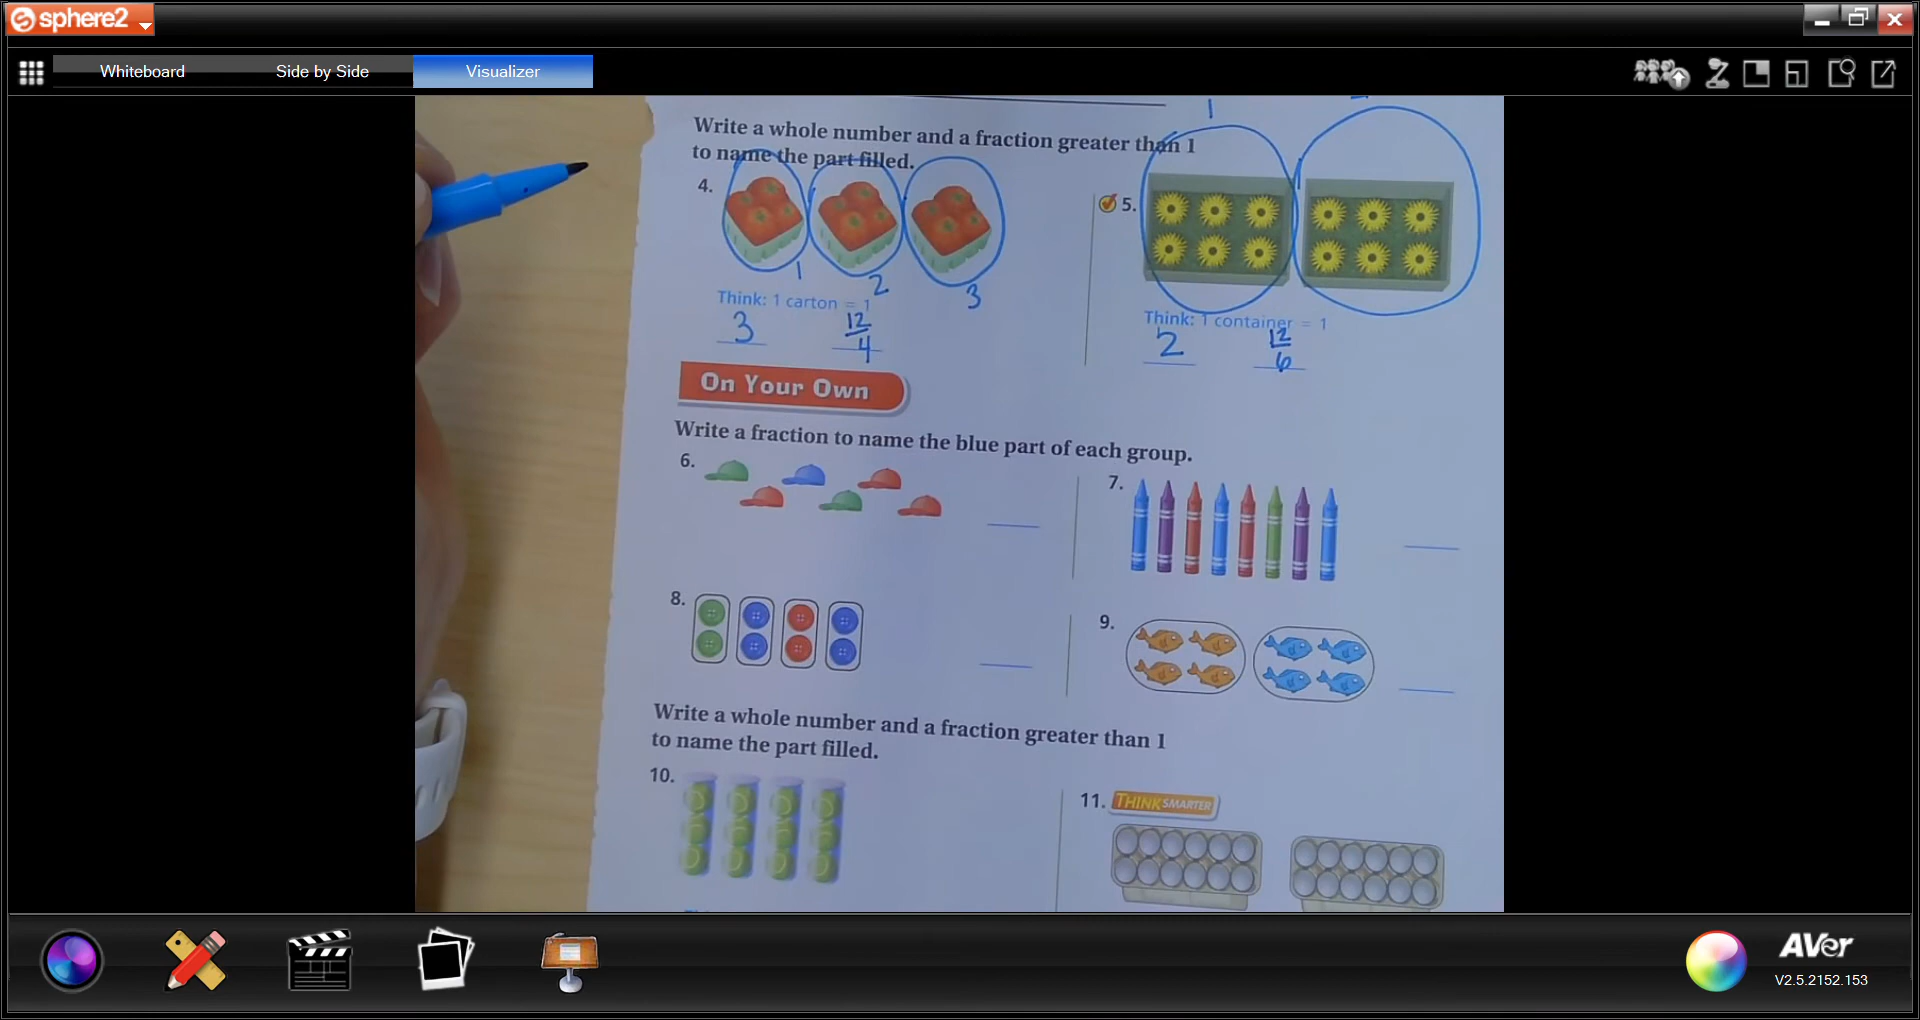 sphere2
Whiteboard
Side by Side
Visualizer
Write a whole number and a fraction greater than 1
to name the part filled.
4.
1
2
3
Think: 1 carton = 1
3
12
4
1
5.
Think: 1 container = 1
2
12
6
On Your Own
Write a fraction to name the blue part of each group.
6.
7.
8.
9.
Write a whole number and a fraction greater than 1
to name the part filled.
10.
11. THINK SMARTER
AVer
V2.5.2152.153